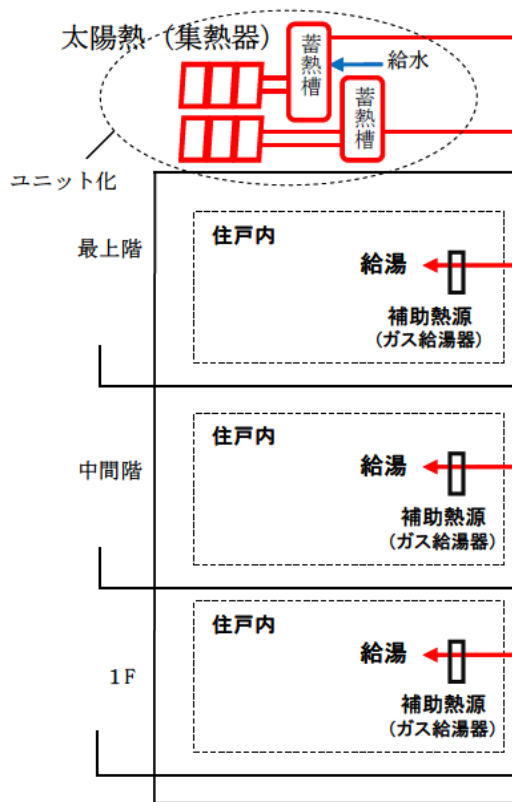 太陽熱（集熱器）
蓄熱槽
給水
蓄熱槽
ユニット化
最上階
住戸内
給湯
補助熱源
（ガス給湯器）
中間階
住戸内
給湯
補助熱源
（ガス給湯器）
1F
住戸内
給湯
補助熱源
（ガス給湯器）